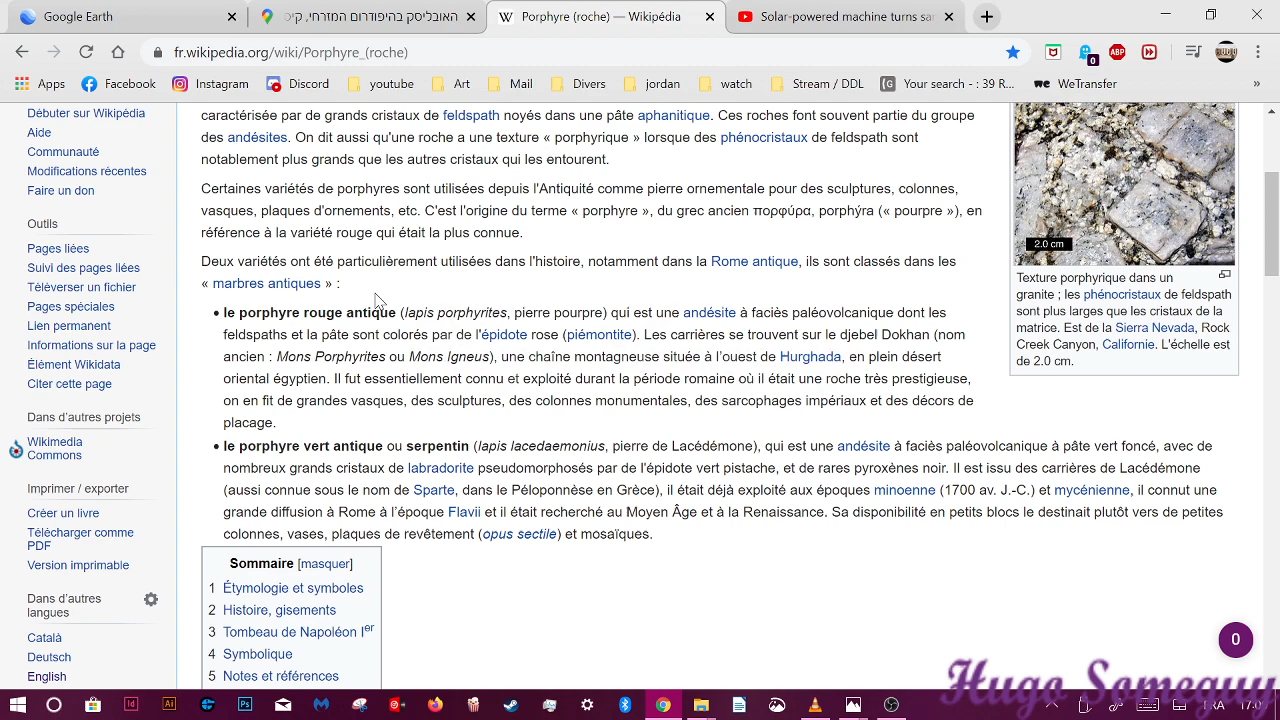 Google Earth
האובליסק בהיפודרום המזרחי, קיס
Porphyre (roche) — Wikipédia
Solar-powered machine turns sa
fr.wikipedia.org/wiki/Porphyre_(roche)
0
ABP
Apps
Facebook
Instagram
Discord
youtube
Art
Mail
Divers
jordan
watch
Stream / DDL
Your search - 39 R...
we WeTransfer
»
Débuter sur Wikipédia
Aide
Communauté
Modifications récentes
Faire un don
Outils
Pages liées
Suivi des pages liées
Téléverser un fichier
Pages spéciales
Lien permanent
Informations sur la page
Élément Wikidata
Citer cette page
Dans d'autres projets
Wikimedia
Commons
Imprimer / exporter
Créer un livre
Télécharger comme
PDF
Version imprimable
Dans d'autres
langues
Català
Deutsch
English
caractérisée par de grands cristaux de feldspath noyés dans une pâte aphanitique. Ces roches font souvent partie du groupe
des andésites. On dit aussi qu'une roche a une texture « porphyrique » lorsque des phénocristaux de feldspath sont
notablement plus grands que les autres cristaux qui les entourent.
Certaines variétés de porphyres sont utilisées depuis l'Antiquité comme pierre ornementale pour des sculptures, colonnes,
vasques, plaques d'ornements, etc. C'est l'origine du terme « porphyre », du grec ancien πορφύρα, porphýra (« pourpre »), en
référence à la variété rouge qui était la plus connue.
Deux variétés ont été particulièrement utilisées dans l'histoire, notamment dans la Rome antique, ils sont classés dans les
« marbres antiques » :
• le porphyre rouge antique (lapis porphyrites, pierre pourpre) qui est une andésite à faciès paléovolcanique dont les
feldspaths et la pâte sont colorés par de l'épidote rose (piémontite). Les carrières se trouvent sur le djebel Dokhan (nom
ancien : Mons Porphyrites ou Mons Igneus), une chaîne montagneuse située à l'ouest de Hurghada, en plein désert
oriental égyptien. Il fut essentiellement connu et exploité durant la période romaine où il était une roche très prestigieuse,
on en fit de grandes vasques, des sculptures, des colonnes monumentales, des sarcophages impériaux et des décors de
placage.
• le porphyre vert antique ou serpentin (lapis lacedaemonius, pierre de Lacédémone), qui est une andésite à faciès paléovolcanique à pâte vert foncé, avec de
nombreux grands cristaux de labradorite pseudomorphosés par de l'épidote vert pistache, et de rares pyroxènes noir. Il est issu des carrières de Lacédémone
(aussi connue sous le nom de Sparte, dans le Péloponnèse en Grèce), il était déjà exploité aux époques minoenne (1700 av. J.-C.) et mycénienne, il connut une
grande diffusion à Rome à l'époque Flavii et il était recherché au Moyen Âge et à la Renaissance. Sa disponibilité en petits blocs le destinait plutôt vers de petites
colonnes, vases, plaques de revêtement (opus sectile) et mosaïques.
Sommaire [masquer]
1 Étymologie et symboles
2 Histoire, gisements
3 Tombeau de Napoléon Ier
4 Symbolique
5 Notes et références
2.0 cm
Texture porphyrique dans un
granite ; les phénocristaux de feldspath
sont plus larges que les cristaux de la
matrice. Est de la Sierra Nevada, Rock
Creek Canyon, Californie. L'échelle est
de 2.0 cm.
0
Hugo Someguy
FRA